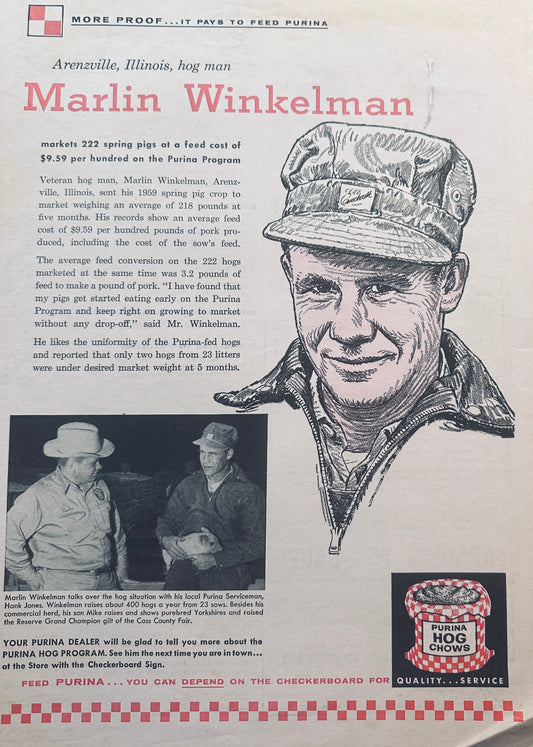 MORE PROOF...IT PAYS TO FEED PURINA
Arenzville, Illinois, hog man
Marlin Winkelman
markets 222 spring pigs at a feed cost of
$9.59 per hundred on the Purina Program
Veteran hog man, Marlin Winkelman, Arenz-
ville, Illinois, sent his 1959 spring pig crop to
market weighing an average of 218 pounds at
five months. His records show an average feed
cost of $9.59 per hundred pounds of pork pro-
duced, including the cost of the sow's feed.
The average feed conversion on the 222 hogs
marketed at the same time was 3.2 pounds of
feed to make a pound of pork. "I have found that
my pigs get started eating early on the Purina
Program and keep right on growing to market
without any drop-off," said Mr. Winkelman.
He likes the uniformity of the Purina-fed hogs
and reported that only two hogs from 23 litters
were under desired market weight at 5 months.
Marlin Winkelman talks over the hog situation with his local Purina Serviceman,
Hank Jones. Winkelman raises about 400 hogs a year from 23 sows. Besides his
commercial herd, his son Mike raises and shows purebred Yorkshires and raised
the Reserve Grand Champion gilt of the Cass County Fair.
YOUR PURINA DEALER will be glad to tell you more about the
PURINA HOG PROGRAM. See him the next time you are in town...
at the Store with the Checkerboard Sign.
PURINA
HOG
CHOWS
FEED PURINA...YOU CAN DEPEND ON THE CHECKERBOARD FOR
QUALITY...SERVICE